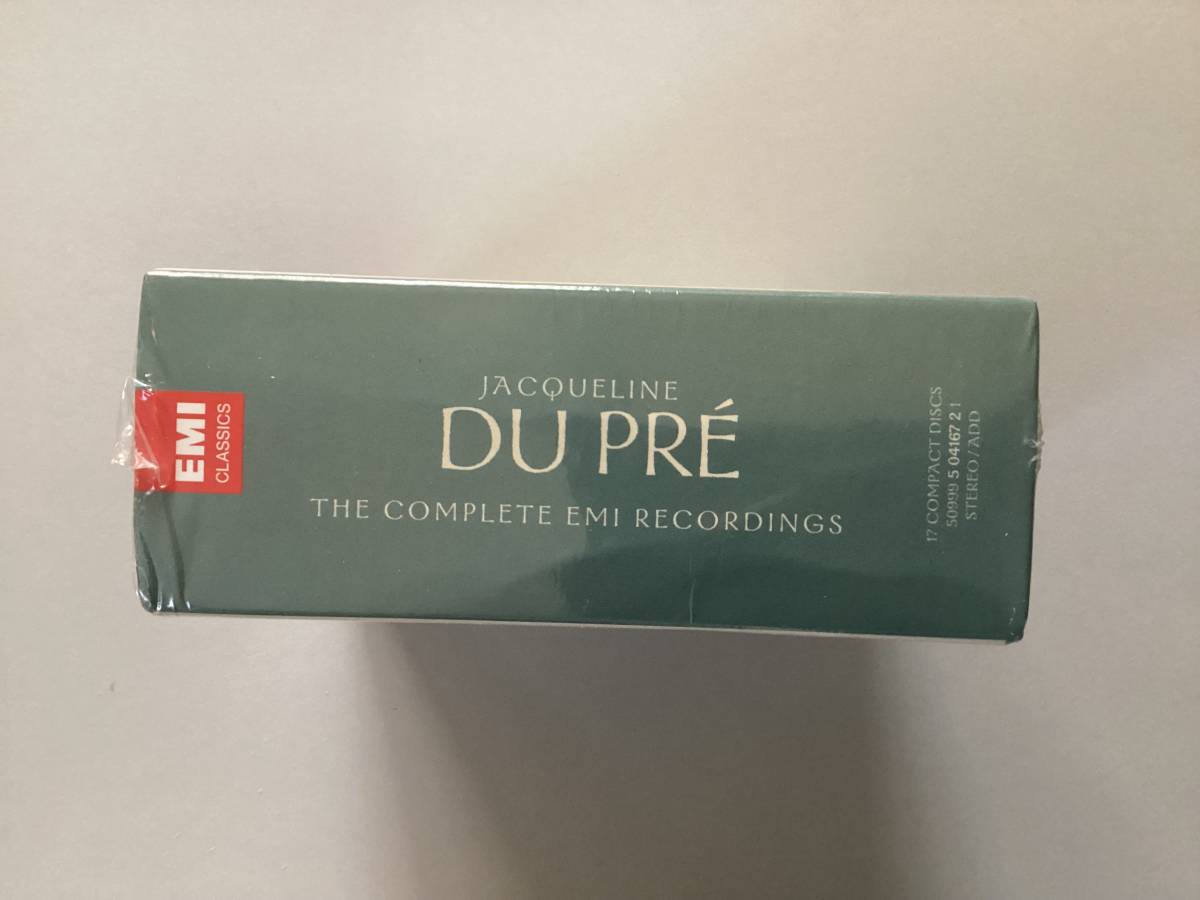 EMI
CLASSICS
JACQUELINE
DU PRÉ
THE COMPLETE EMI RECORDINGS
17 COMPACT DISCS
50999 5 04167 2 1
STEREO/ADD